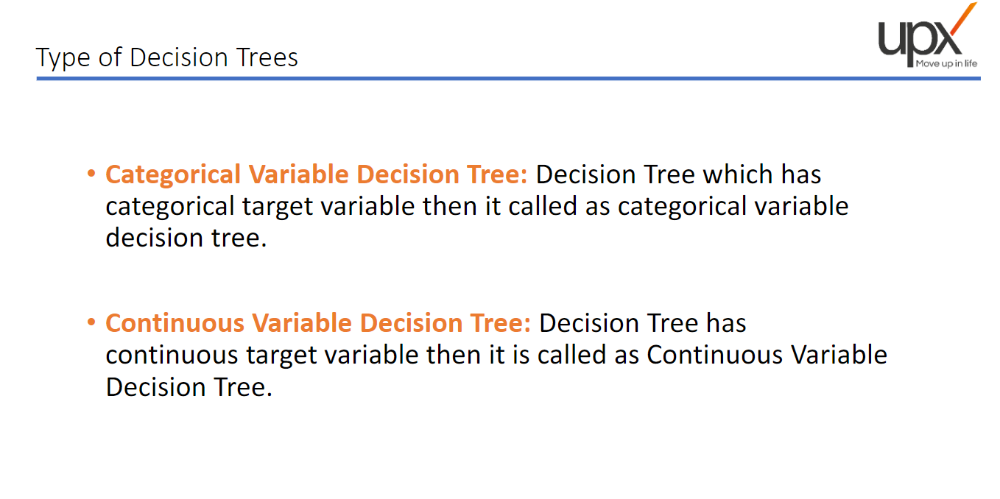 upx
Move up in life
Type of Decision Trees
• Categorical Variable Decision Tree: Decision Tree which has
categorical target variable then it called as categorical variable
decision tree.
• Continuous Variable Decision Tree: Decision Tree has
continuous target variable then it is called as Continuous Variable
Decision Tree.